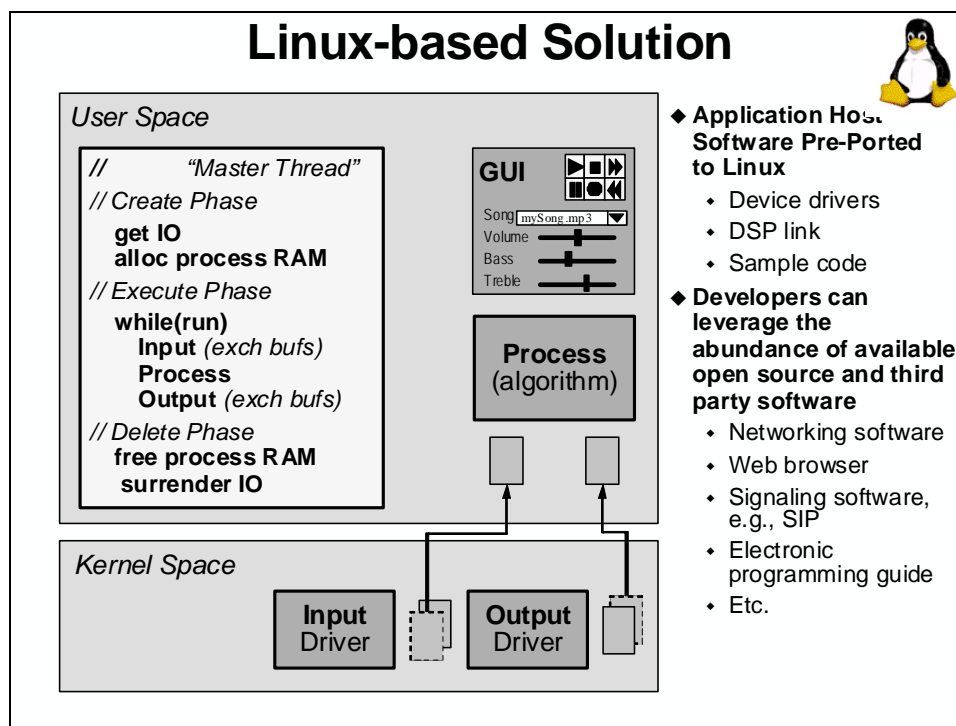 Linux-based Solution
User Space
//   “Master Thread”
// Create Phase
get IO
alloc process RAM
// Execute Phase
while(run)
Input (exch bufs)
Process
Output (exch bufs)
// Delete Phase
free process RAM
surrender IO
GUI
Song mySong.mp3
Volume
Bass
Treble
Process
(algorithm)
Kernel Space
Input
Driver
Output
Driver
◆ Application Host
Software Pre-Ported
to Linux
◆ Device drivers
◆ DSP link
◆ Sample code
◆ Developers can
leverage the
abundance of available
open source and third
party software
◆ Networking software
◆ Web browser
◆ Signaling software,
e.g., SIP
◆ Electronic
programming guide
◆ Etc.